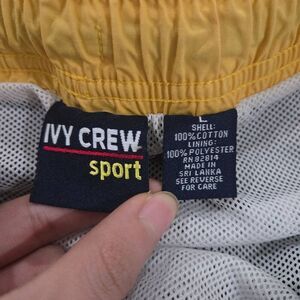 IVY CREW
sport
L
SHELL:
100%COTTON
LINING:
100% POLYESTER
RN 82814
MADE IN
SRI LANKA
SEE REVERSE
FOR CARE